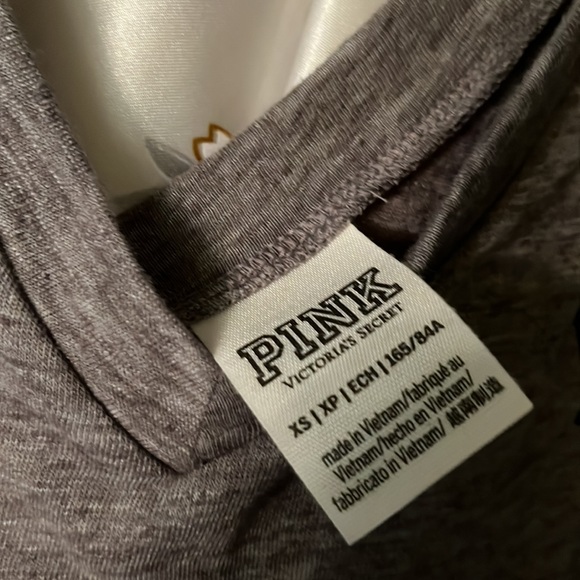 PINK
VICTORIA'S SECRET
XS | XP | ECH | 165/84A
made in Vietnam/fabriqué au
Vietnam/hecho en Vietnam/
fabbricato in Vietnam/ 越南制造